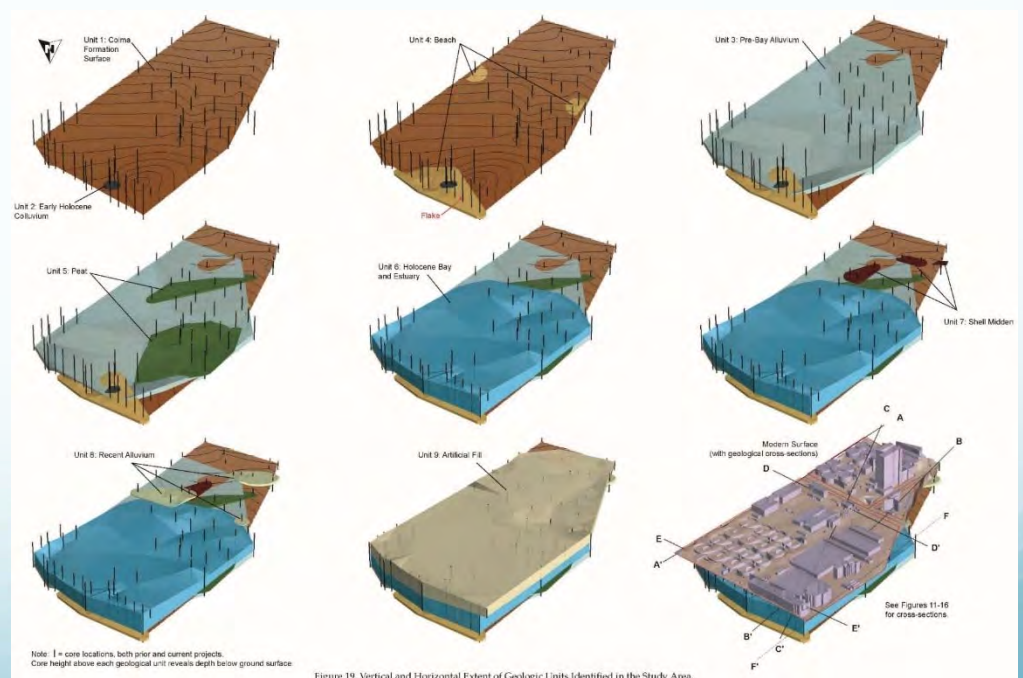 Unit 1: Colma
Formation
Surface
Unit 2: Early Holocene
Colluvium
Unit 4: Beach
Flake
Unit 3: Pre-Bay Alluvium
Unit 5: Peat
Unit 6: Holocene Bay
and Estuary
Unit 7: Shell Midden
Unit 8: Recent Alluvium
Unit 9: Artificial Fill
Modern Surface
(with geological cross-sections)
C
A
B
D
F
E
A'
D'
E'
B'
C'
F'
See Figures 11-16
for cross-sections.
Note: | = core locations, both prior and current projects.
Core height above each geological unit reveals depth below ground surface
Figure 19. Vertical and Horizontal Extent of Geologic Units Identified in the Study Area